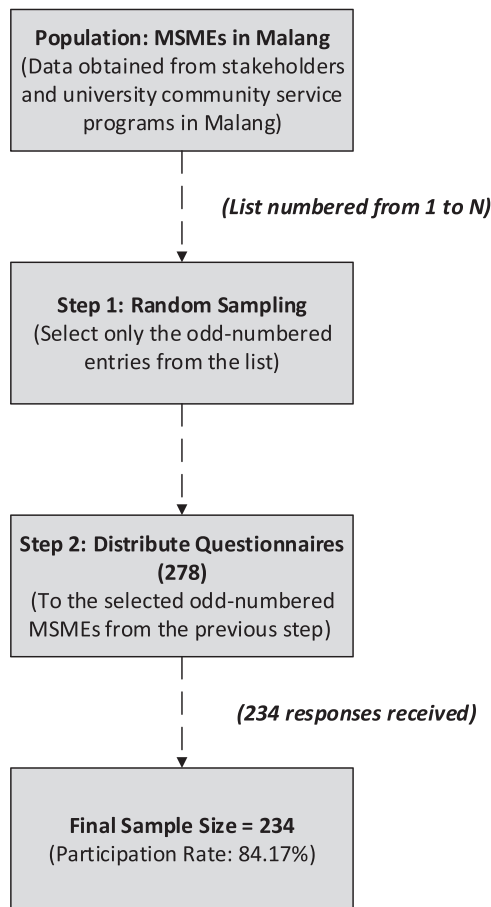 Population: MSMEs in Malang
(Data obtained from stakeholders
and university community service
programs in Malang)
(List numbered from 1 to N)
Step 1: Random Sampling
(Select only the odd-numbered
entries from the list)
Step 2: Distribute Questionnaires
(278)
(To the selected odd-numbered
MSMEs from the previous step)
(234 responses received)
Final Sample Size = 234
(Participation Rate: 84.17%)